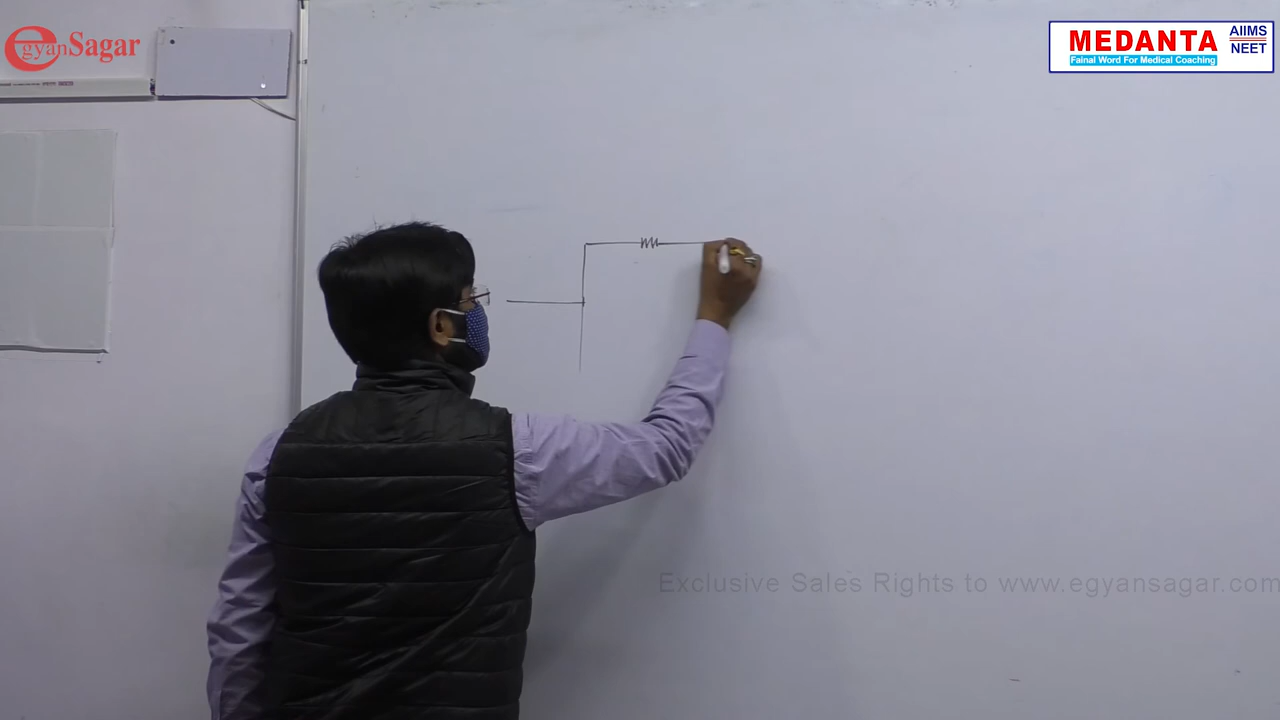 egyanSagar
MEDANTA
Fainal Word For Medical Coaching
AIIMS
NEET
Exclusive Sales Rights to www.egyansagar.com